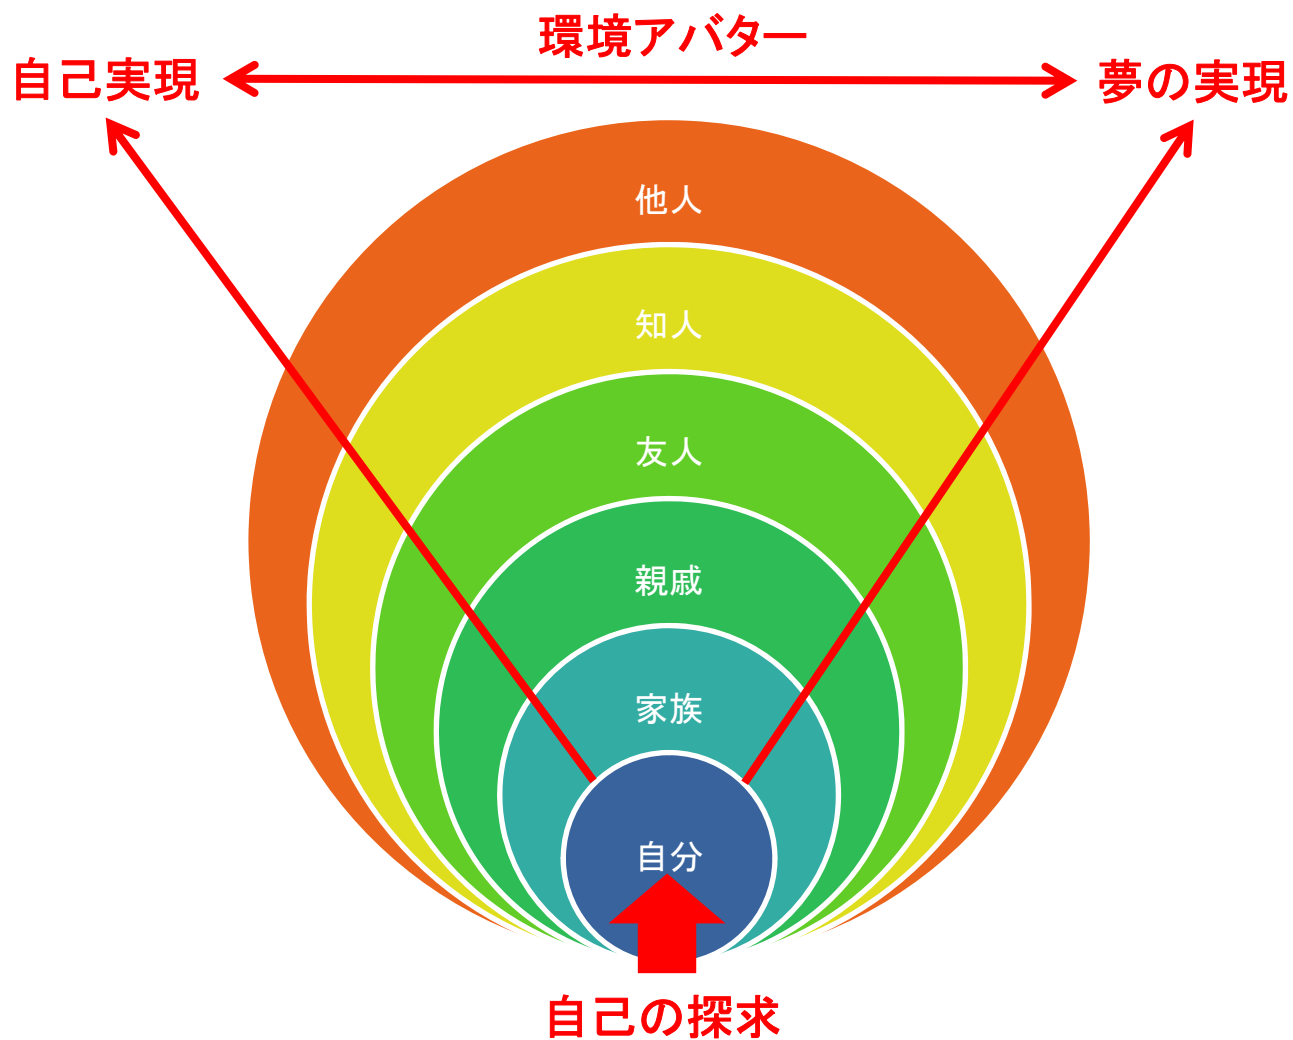 環境アバター
自己実現
夢の実現
他人
知人
友人
親戚
家族
自分
自己の探求